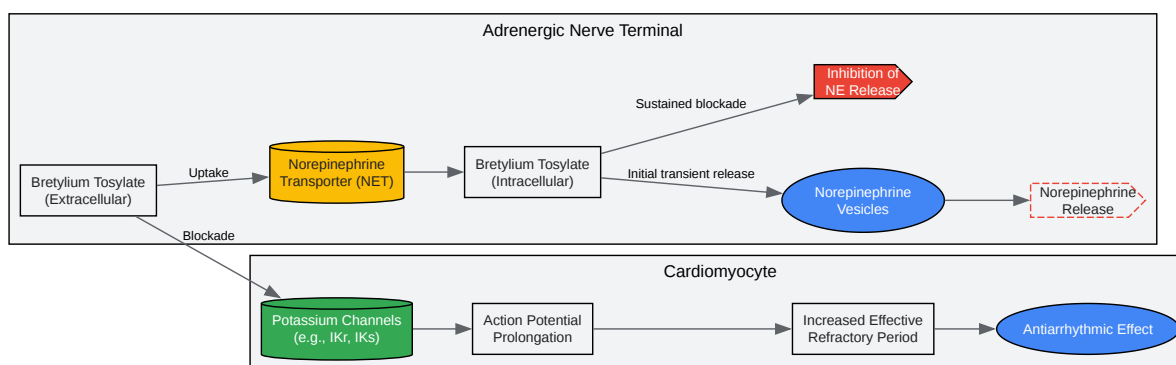 Adrenergic Nerve Terminal
Inhibition of
NE Release
Sustained blockade
Bretylium Tosylate
(Extracellular)
Uptake
Norepinephrine
Transporter (NET)
Bretylium Tosylate
(Intracellular)
Initial transient release
Norepinephrine
Vesicles
Norepinephrine
Release
Blockade
Cardiomyocyte
Potassium Channels
(e.g., IKr, IKs)
Action Potential
Prolongation
Increased Effective
Refractory Period
Antiarrhythmic Effect